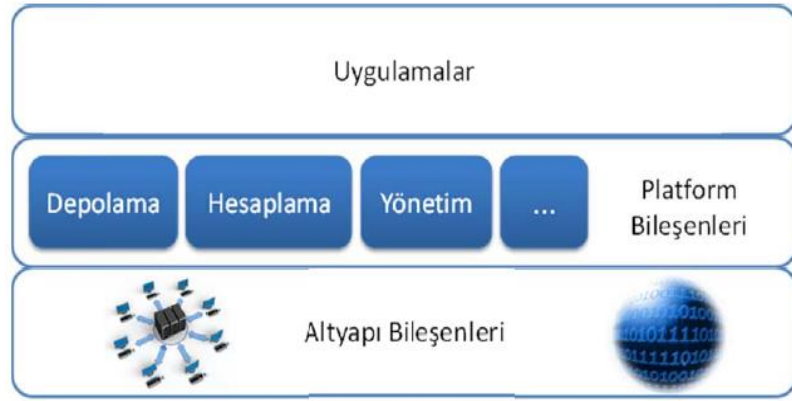 Uygulamalar
Depolama
Hesaplama
Yönetim
...
Platform
Bileşenleri
Altyapı Bileşenleri